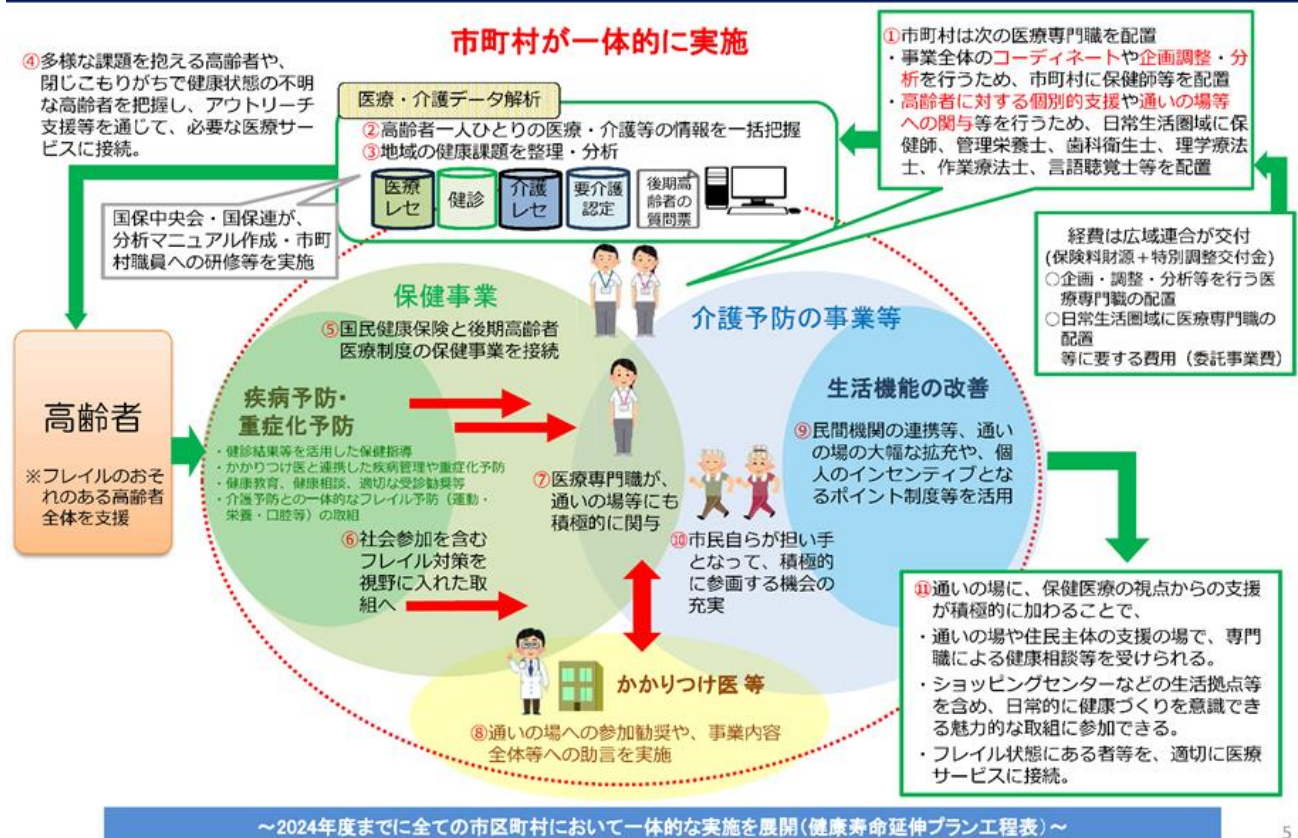 市町村が一体的に実施
④多様な課題を抱える高齢者や、
閉じこもりがちで健康状態の不明
な高齢者を把握し、アウトリーチ
支援等を通じて、必要な医療サー
ビスに接続。
医療・介護データ解析
②高齢者一人ひとりの医療・介護等の情報を一括把握
③地域の健康課題を整理・分析
医療
レセ
健診
介護
レセ
要介護
認定
後期高
齢者の
質問票
①市町村は次の医療専門職を配置
・事業全体のコーディネートや企画調整・分
析を行うため、市町村に保健師等を配置
・高齢者に対する個別的支援や通いの場等
への関与等を行うため、日常生活圏域に保
健師、管理栄養士、歯科衛生士、理学療法
士、作業療法士、言語聴覚士等を配置
国保中央会・国保連が、
分析マニュアル作成・市町
村職員への研修等を実施
経費は広域連合が交付
(保険料財源＋特別調整交付金)
○企画・調整・分析等を行う医
療専門職の配置
○日常生活圏域に医療専門職の
配置
等に要する費用（委託事業費）
保健事業
⑤国民健康保険と後期高齢者
医療制度の保健事業を接続
介護予防の事業等
高齢者
※フレイルのおそ
れのある高齢者
全体を支援
疾病予防・
重症化予防
・健診結果等を活用した保健指導
・かかりつけ医と連携した疾病管理や重症化予防
・健康教育、健康相談、適切な受診勧奨等
・介護予防との一体的なフレイル予防（運動・
栄養・口腔等）の取組
⑥社会参加を含む
フレイル対策を
視野に入れた取
組へ
⑦医療専門職が、
通いの場等にも
積極的に関与
生活機能の改善
⑨民間機関の連携等、通い
の場の大幅な拡充や、個
人のインセンティブとな
るポイント制度等を活用
⑩市民自らが担い手
となって、積極的
に参画する機会の
充実
かかりつけ医 等
⑧通いの場への参加勧奨や、事業内容
全体等への助言を実施
⑪通いの場に、保健医療の視点からの支援
が積極的に加わることで、
・通いの場や住民主体の支援の場で、専門
職による健康相談等を受けられる。
・ショッピングセンターなどの生活拠点等
を含め、日常的に健康づくりを意識でき
る魅力的な取組に参加できる。
・フレイル状態にある者等を、適切に医療
サービスに接続。
～2024年度までに全ての市区町村において一体的な実施を展開（健康寿命延伸プラン工程表）～
5